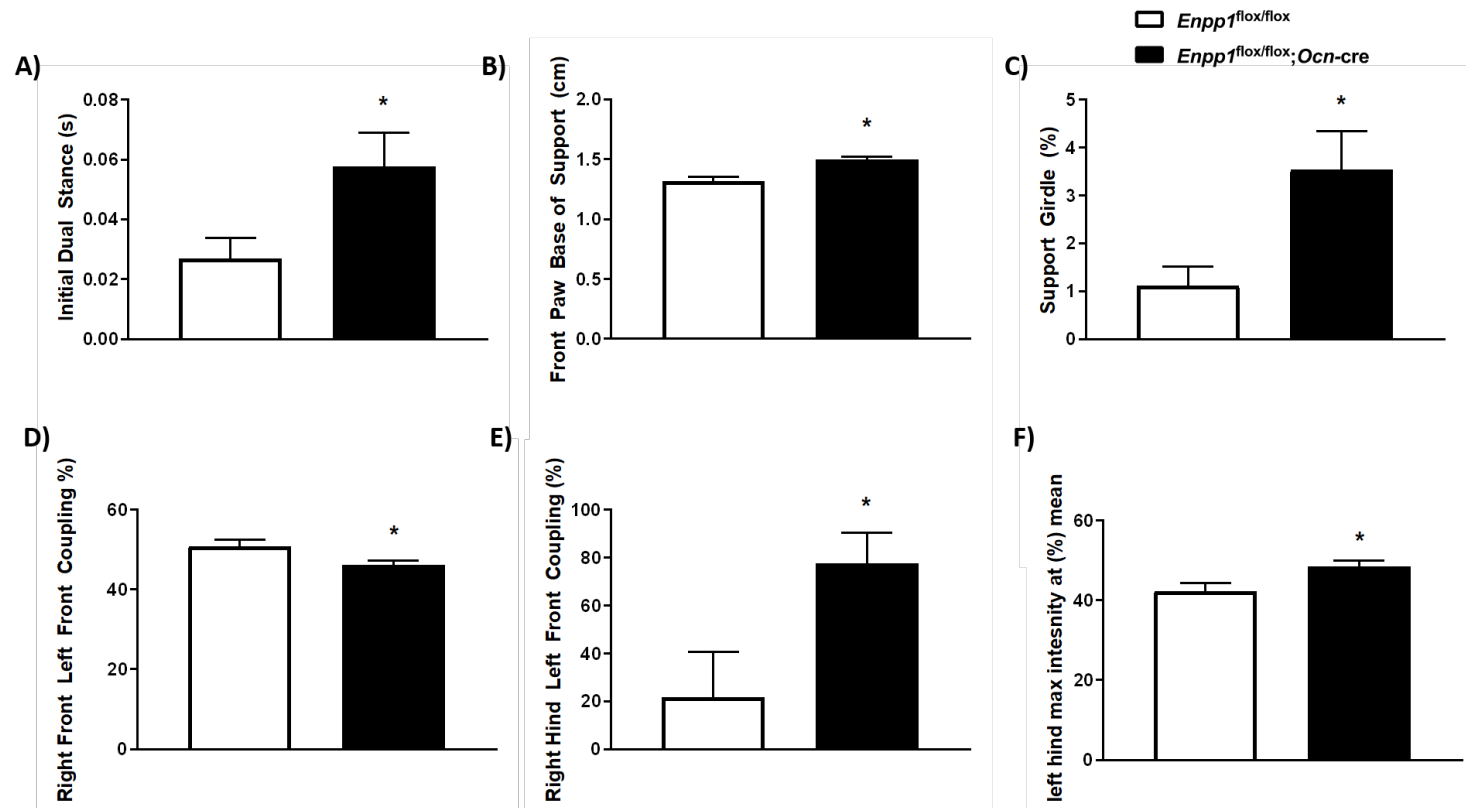 Enpp1flox/flox
Enpp1flox/flox;Ocn-cre
A)
Initial Dual Stance (s)
0.08
0.06
0.04
0.02
0.00
*
B)
Front Paw Base of Support (cm)
2.0
1.5
1.0
0.5
0.0
*
C)
Support Girdle (%)
5
4
3
2
1
0
*
D)
Right Front Left Front Coupling %)
60
40
20
0
*
E)
Right Hind Left Front Coupling (%)
100
80
60
40
20
0
*
F)
left hind max intesnity at (%) mean
60
40
20
0
*